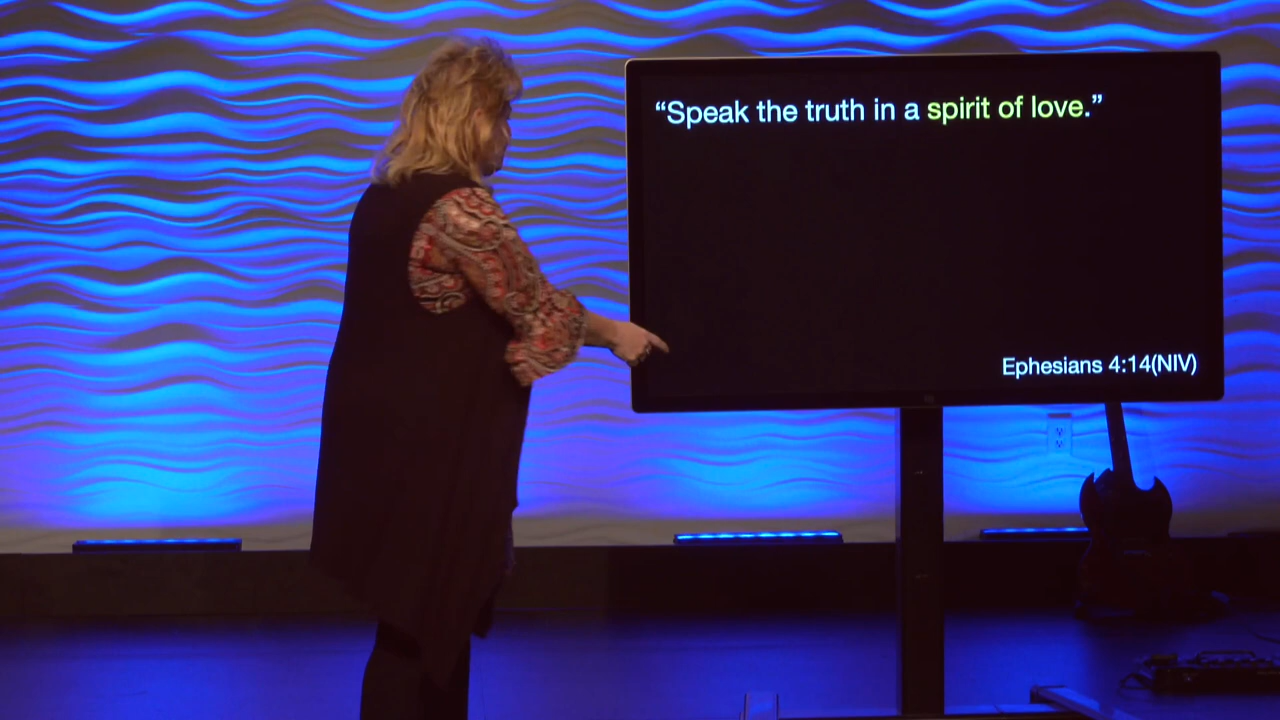 “Speak the truth in a spirit of love.”
Ephesians 4:14(NIV)